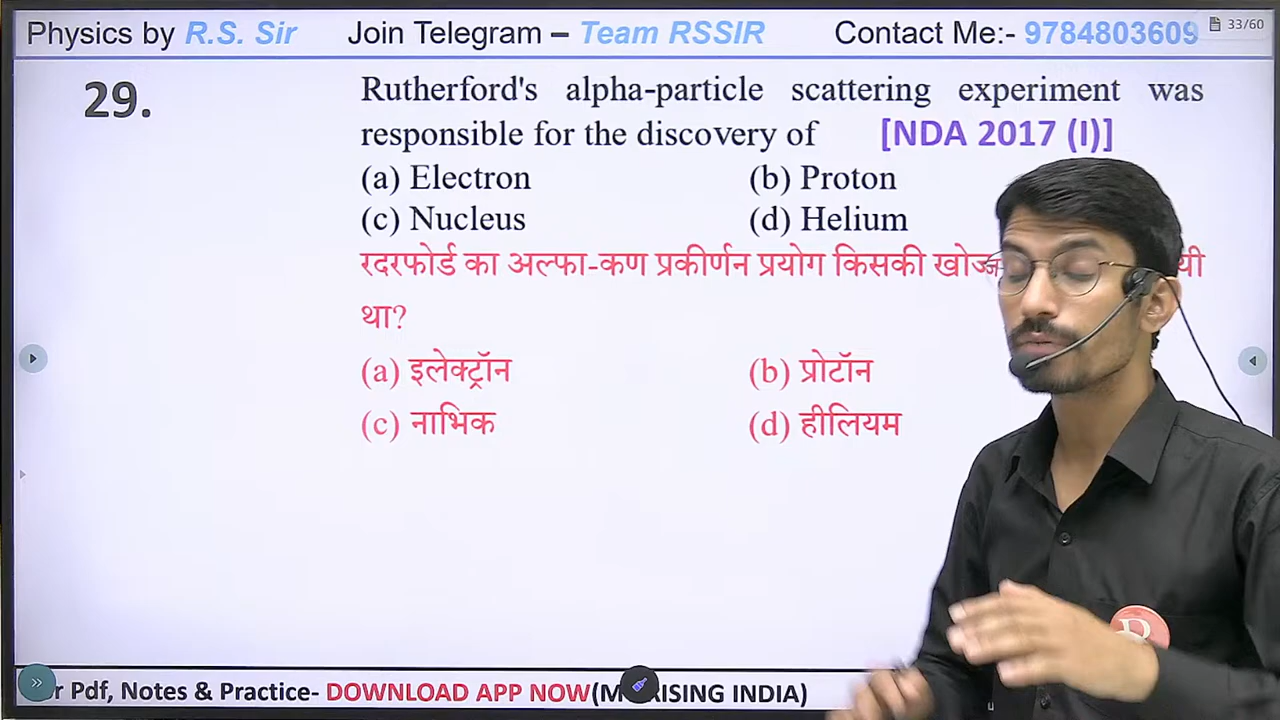 Physics by R.S. Sir Join Telegram – Team RSSIR Contact Me:- 9784803609 33/60
29. Rutherford's alpha-particle scattering experiment was
responsible for the discovery of [NDA 2017 (I)]
(a) Electron (b) Proton
(c) Nucleus (d) Helium
रदरफोर्ड का अल्फा-कण प्रकीर्णन प्रयोग किसकी
था?
(a) इलेक्ट्रॉन (b) प्रोटॉन
(c) नाभिक (d) हीलियम
Pdf, Notes & Practice- DOWNLOAD APP NOW RISING INDIA)